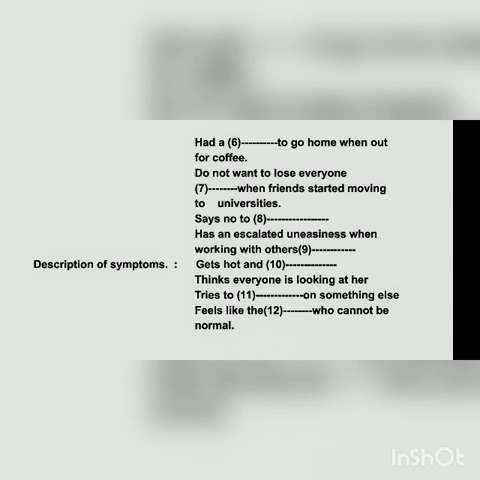 Had a (6)----------to go home when out
for coffee.
Do not want to lose everyone
(7)--------when friends started moving
to universities.
Says no to (8)-----------------
Has an escalated uneasiness when
working with others(9)------------
Description of symptoms. : Gets hot and (10)--------------
Thinks everyone is looking at her
Tries to (11)-------------on something else
Feels like the(12)--------who cannot be
normal.
InShOt